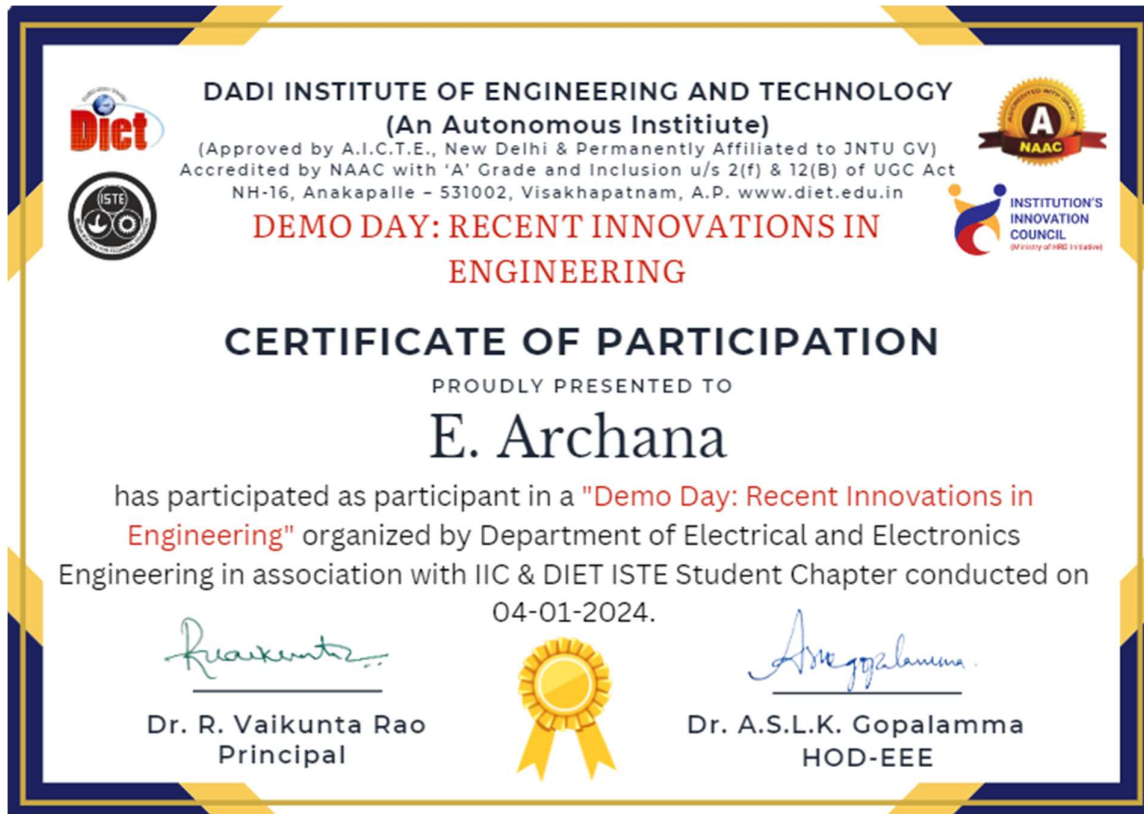 DADI INSTITUTE OF ENGINEERING AND TECHNOLOGY
(An Autonomous Institiute)
(Approved by A.I.C.T.E., New Delhi & Permanently Affiliated to JNTU GV)
Accredited by NAAC with 'A' Grade and Inclusion u/s 2(f) & 12(B) of UGC Act
NH-16, Anakapalle – 531002, Visakhapatnam, A.P. www.diet.edu.in
Diet
ISTE
ACCREDITED WITH GRADE
A
NAAC
INSTITUTION'S
INNOVATION
COUNCIL
(Ministry of HRD Initiative)
DEMO DAY: RECENT INNOVATIONS IN
ENGINEERING
CERTIFICATE OF PARTICIPATION
PROUDLY PRESENTED TO
E. Archana
has participated as participant in a "Demo Day: Recent Innovations in
Engineering" organized by Department of Electrical and Electronics
Engineering in association with IIC & DIET ISTE Student Chapter conducted on
04-01-2024.
Dr. R. Vaikunta Rao
Principal
Dr. A.S.L.K. Gopalamma
HOD-EEE